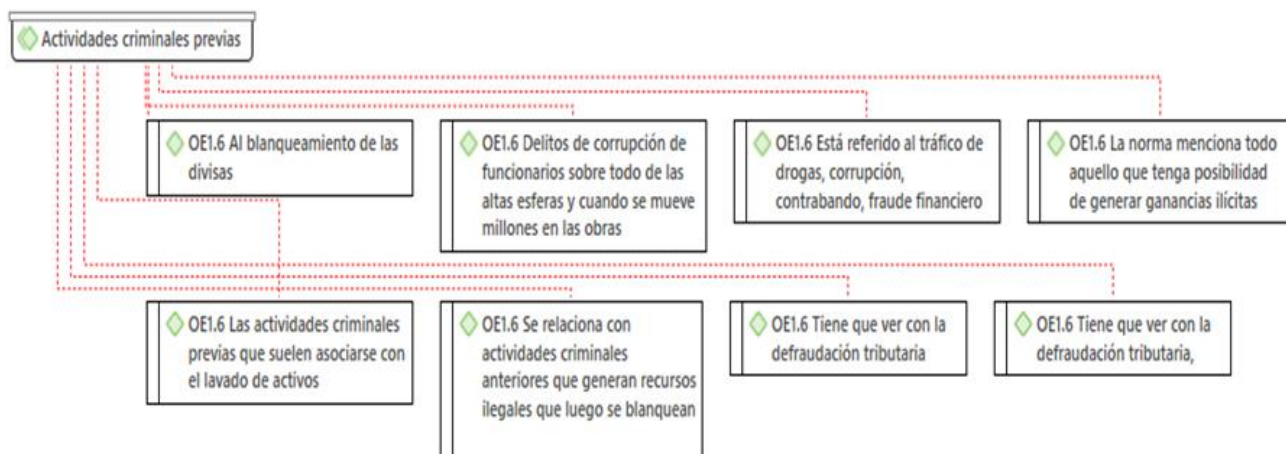 Actividades criminales previas
OE1.6 Al blanqueamiento de las
divisas
OE1.6 Delitos de corrupción de
funcionarios sobre todo de las
altas esferas y cuando se mueve
millones en las obras
OE1.6 Está referido al tráfico de
drogas, corrupción,
contrabando, fraude financiero
OE1.6 La norma menciona todo
aquello que tenga posibilidad
de generar ganancias ilícitas
OE1.6 Las actividades criminales
previas que suelen asociarse con
el lavado de activos
OE1.6 Se relaciona con
actividades criminales
anteriores que generan recursos
ilegales que luego se blanquean
OE1.6 Tiene que ver con la
defraudación tributaria
OE1.6 Tiene que ver con la
defraudación tributaria,